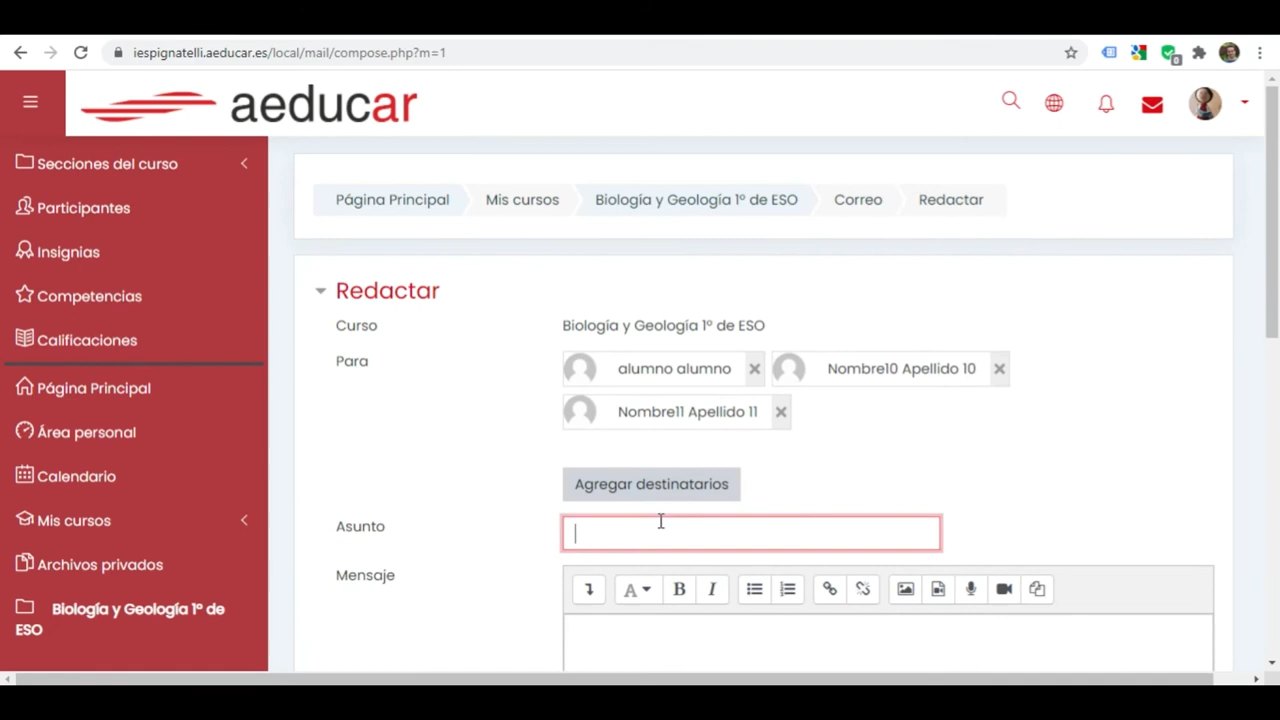 iespignatelli.aeducar.es/local/mail/compose.php?m=1
0
aeducar
Secciones del curso
Participantes
Insignias
Competencias
Calificaciones
Página Principal
Área personal
Calendario
Mis cursos
Archivos privados
Biología y Geología 1º de
ESO
Página Principal
Mis cursos
Biología y Geología 1º de ESO
Correo
Redactar
Redactar
Curso
Biología y Geología 1º de ESO
Para
alumno alumno
Nombre10 Apellido 10
Nombre11 Apellido 11
Agregar destinatarios
Asunto
Mensaje
A
B
I